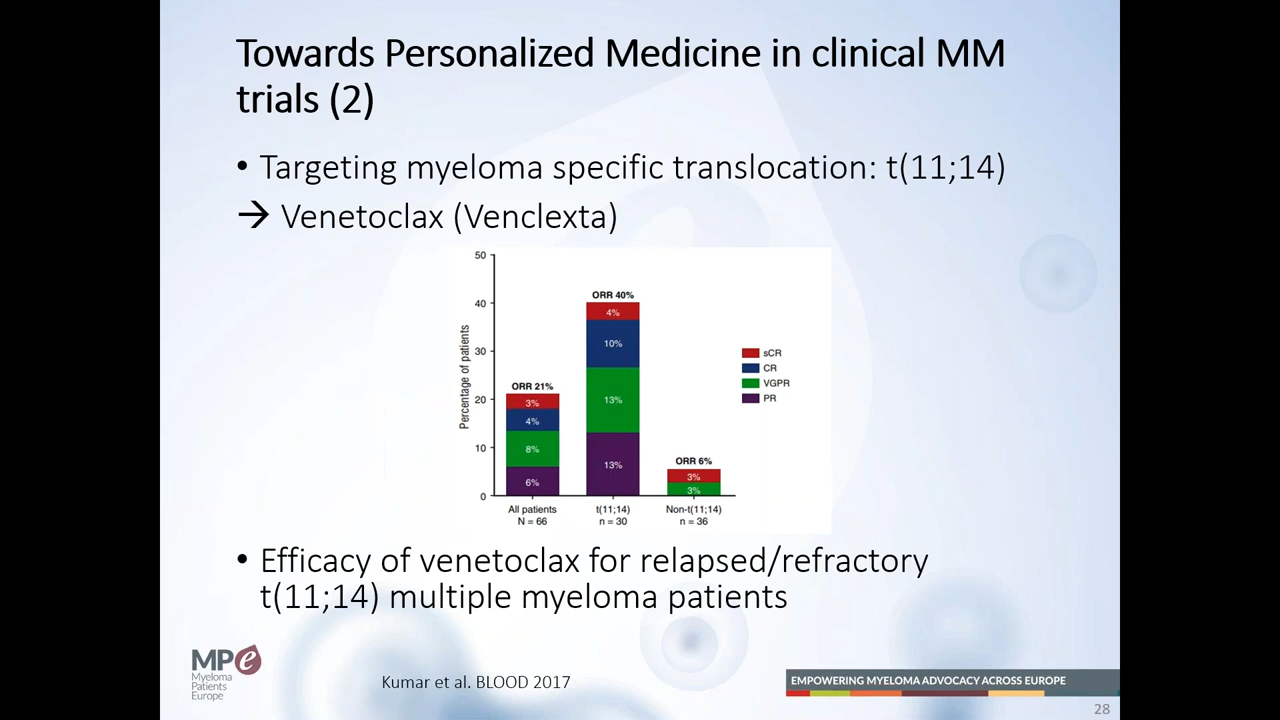 Towards Personalized Medicine in clinical MM
trials (2)
• Targeting myeloma specific translocation: t(11;14)
→ Venetoclax (Venclexta)
Percentage of patients
50
40
30
20
10
0
ORR 21%
3%
4%
8%
6%
ORR 40%
4%
10%
13%
13%
ORR 6%
3%
3%
All patients
N = 66
t(11;14)
n = 30
Non-t(11;14)
n = 36
sCR
CR
VGPR
PR
• Efficacy of venetoclax for relapsed/refractory
t(11;14) multiple myeloma patients
MPe
Myeloma
Patients
Europe
Kumar et al. BLOOD 2017
EMPOWERING MYELOMA ADVOCACY ACROSS EUROPE
28